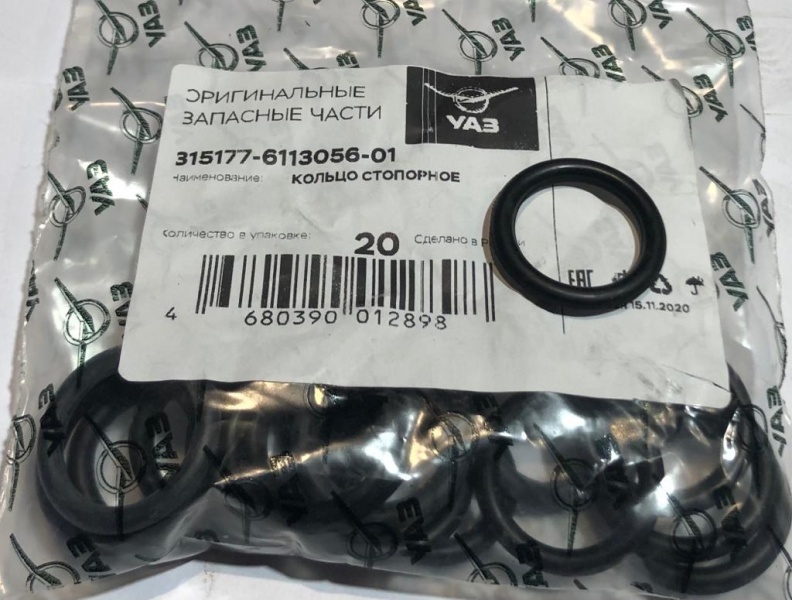 ОРИГИНАЛЬНЫЕ
ЗАПАСНЫЕ ЧАСТИ
УАЗ
315177-6113056-01
Наименование: КОЛЬЦО СТОПОРНОЕ
Количество в упаковке: 20 Сделано в
ЕАС
15.11.2020
4 680390 012898
УАЗ